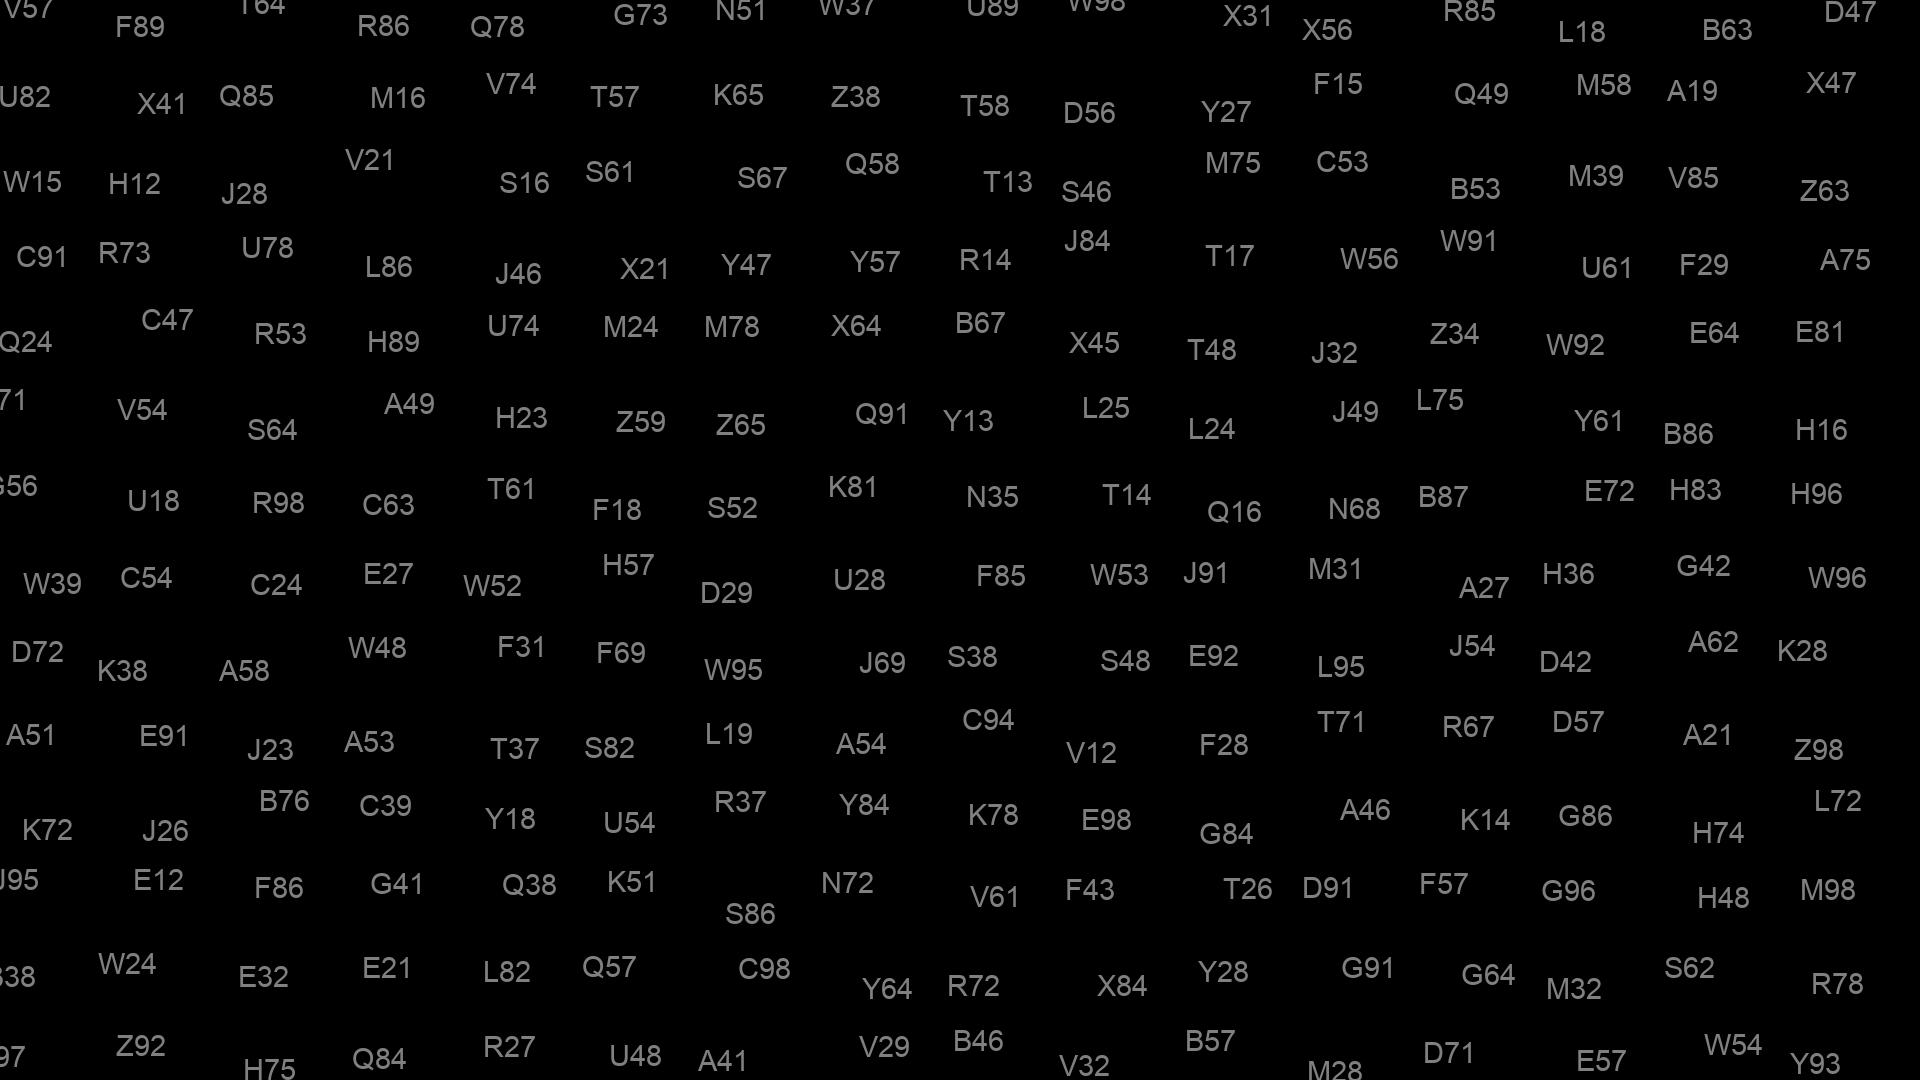 V57 F89 T64 R86 Q78 G73 N51 W37 U89 W98 X31 X56 R85 L18 B63 D47
U82 X41 Q85 M16 V74 T57 K65 Z38 T58 D56 Y27 F15 Q49 M58 A19 X47
W15 H12 J28 V21 S16 S61 S67 Q58 T13 S46 M75 C53 B53 M39 V85 Z63
C91 R73 U78 L86 J46 X21 Y47 Y57 R14 J84 T17 W56 W91 U61 F29 A75
Q24 C47 R53 H89 U74 M24 M78 X64 B67 X45 T48 J32 Z34 W92 E64 E81
71 V54 S64 A49 H23 Z59 Z65 Q91 Y13 L25 L24 J49 L75 Y61 B86 H16
56 U18 R98 C63 T61 F18 S52 K81 N35 T14 Q16 N68 B87 E72 H83 H96
W39 C54 C24 E27 W52 H57 D29 U28 F85 W53 J91 M31 A27 H36 G42 W96
D72 K38 A58 W48 F31 F69 W95 J69 S38 S48 E92 L95 J54 D42 A62 K28
A51 E91 J23 A53 T37 S82 L19 A54 C94 V12 F28 T71 R67 D57 A21 Z98
K72 J26 B76 C39 Y18 U54 R37 Y84 K78 E98 G84 A46 K14 G86 H74 L72
95 E12 F86 G41 Q38 K51 S86 N72 V61 F43 T26 D91 F57 G96 H48 M98
38 W24 E32 E21 L82 Q57 C98 Y64 R72 X84 Y28 G91 G64 M32 S62 R78
97 Z92 H75 Q84 R27 U48 A41 V29 B46 V32 B57 M28 D71 E57 W54 Y93